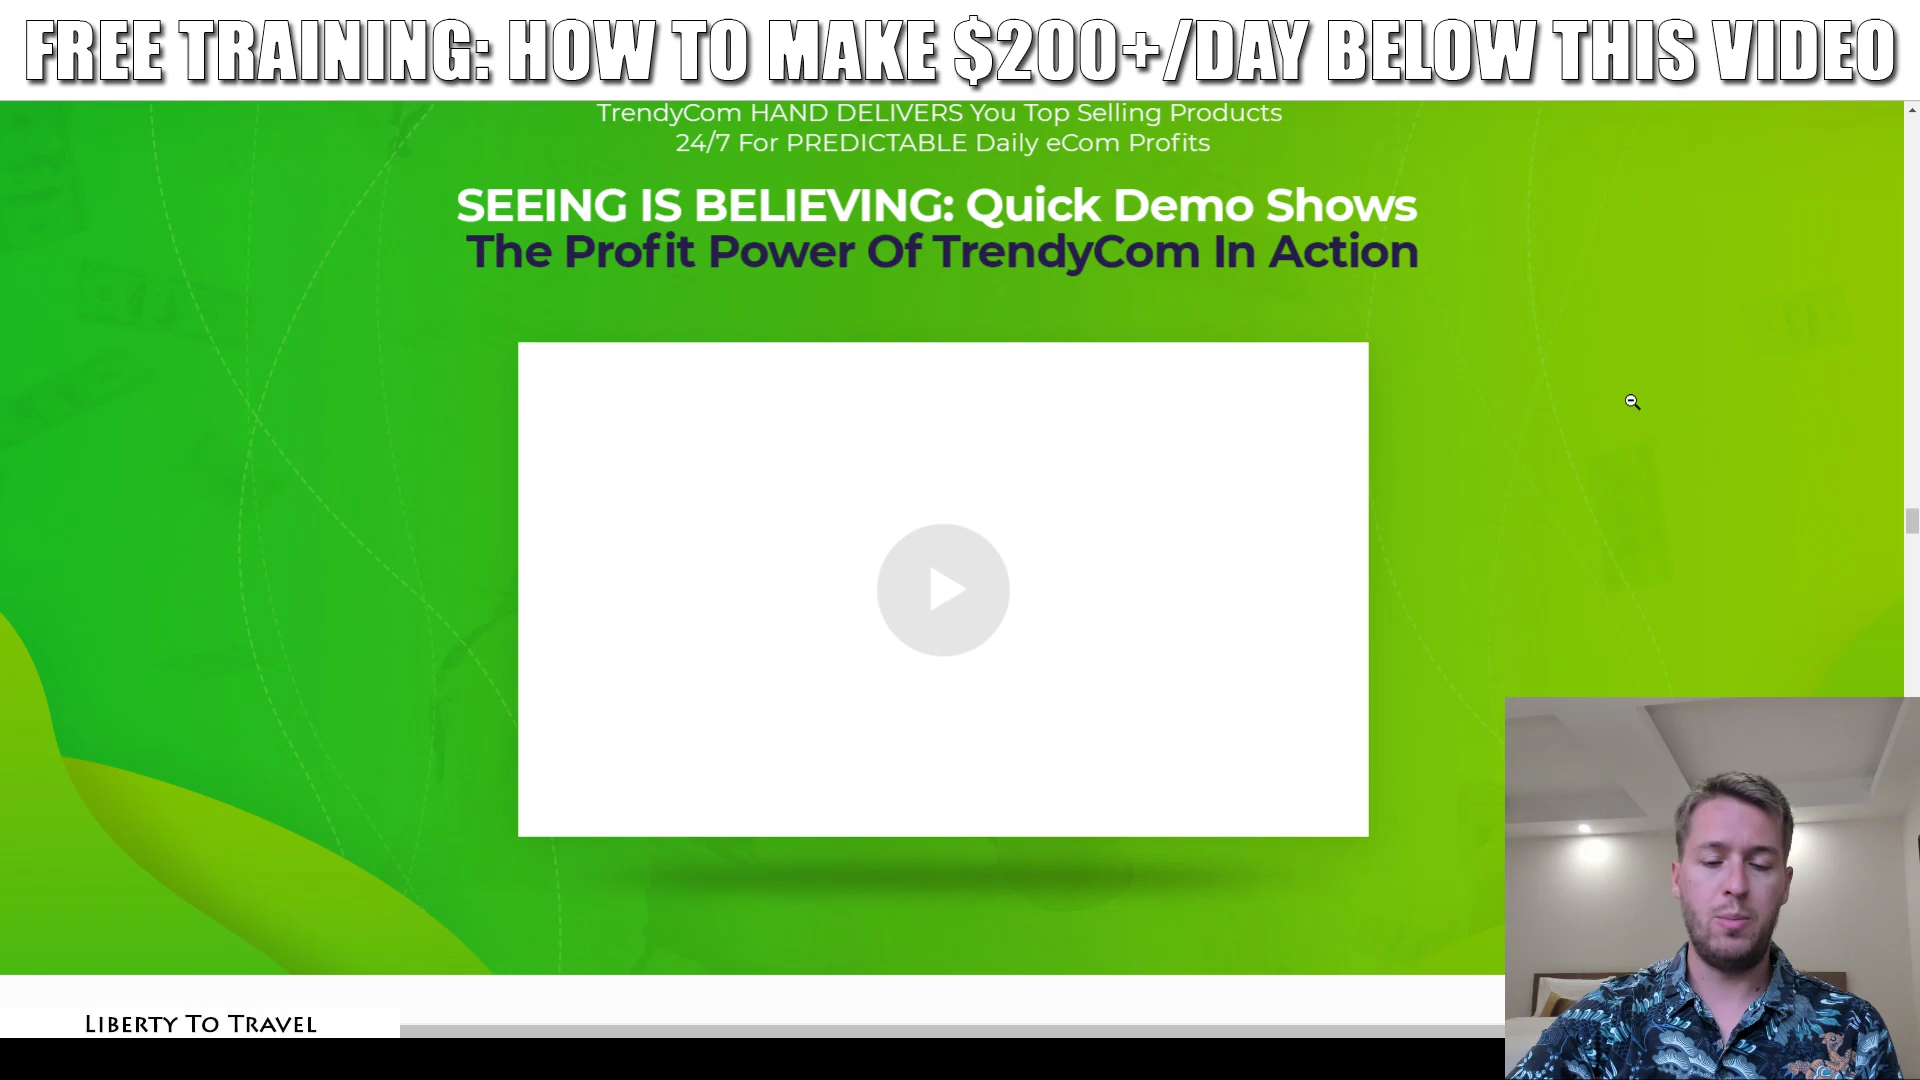 FREE TRAINING: HOW TO MAKE $200+/DAY BELOW THIS VIDEO
TrendyCom HAND DELIVERS You Top Selling Products
24/7 For PREDICTABLE Daily eCom Profits
SEEING IS BELIEVING: Quick Demo Shows
The Profit Power Of TrendyCom In Action
LIBERTY TO TRAVEL